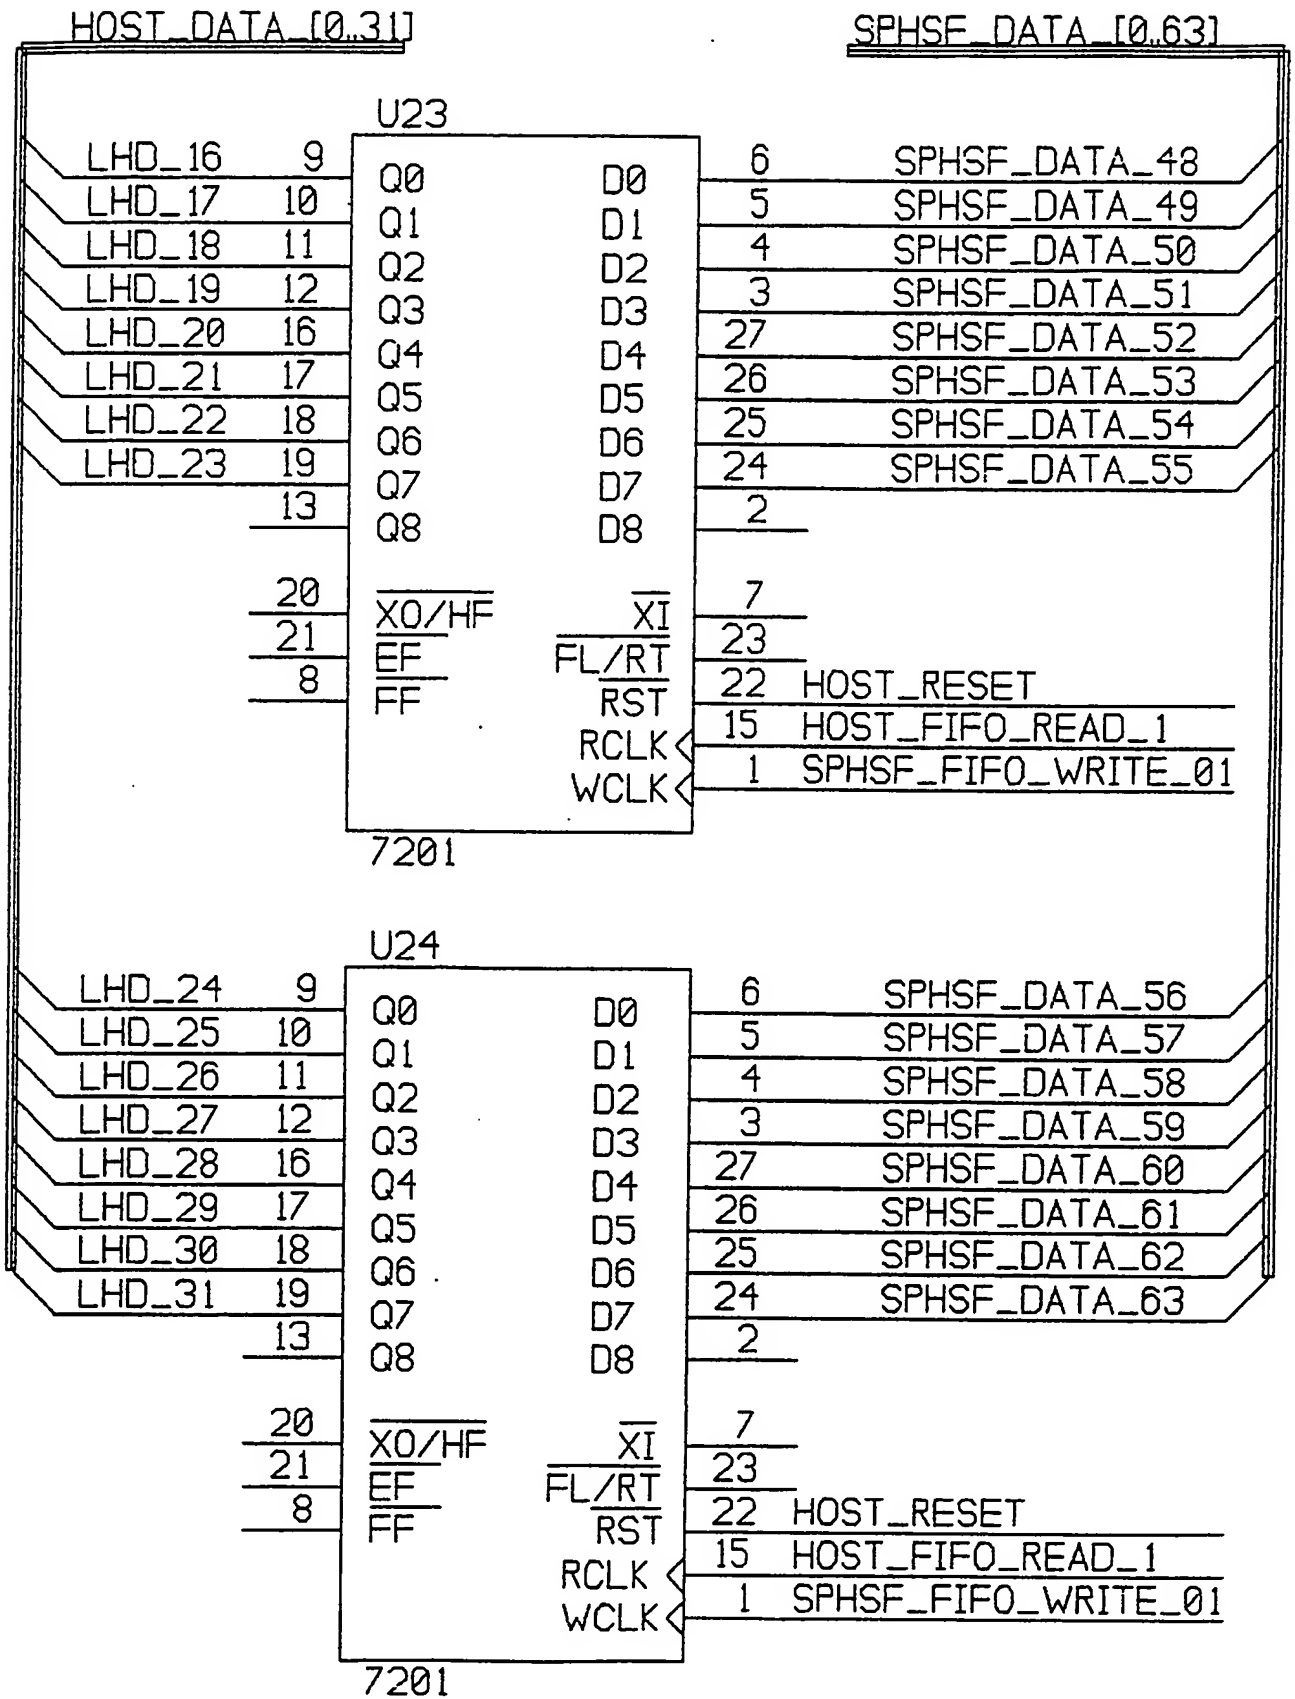 HOST_DATA_[0..31] SPHSF_DATA_[0..63]
U23
LHD_16 9 Q0 D0 6 SPHSF_DATA_48
LHD_17 10 Q1 D1 5 SPHSF_DATA_49
LHD_18 11 Q2 D2 4 SPHSF_DATA_50
LHD_19 12 Q3 D3 3 SPHSF_DATA_51
LHD_20 16 Q4 D4 27 SPHSF_DATA_52
LHD_21 17 Q5 D5 26 SPHSF_DATA_53
LHD_22 18 Q6 D6 25 SPHSF_DATA_54
LHD_23 19 Q7 D7 24 SPHSF_DATA_55
13 Q8 D8 2
20 XO/HF XI 7
21 EF FL/RT 23
8 FF RST 22 HOST_RESET
RCLK 15 HOST_FIFO_READ_1
WCLK 1 SPHSF_FIFO_WRITE_01
7201
U24
LHD_24 9 Q0 D0 6 SPHSF_DATA_56
LHD_25 10 Q1 D1 5 SPHSF_DATA_57
LHD_26 11 Q2 D2 4 SPHSF_DATA_58
LHD_27 12 Q3 D3 3 SPHSF_DATA_59
LHD_28 16 Q4 D4 27 SPHSF_DATA_60
LHD_29 17 Q5 D5 26 SPHSF_DATA_61
LHD_30 18 Q6 D6 25 SPHSF_DATA_62
LHD_31 19 Q7 D7 24 SPHSF_DATA_63
13 Q8 D8 2
20 XO/HF XI 7
21 EF FL/RT 23
8 FF RST 22 HOST_RESET
RCLK 15 HOST_FIFO_READ_1
WCLK 1 SPHSF_FIFO_WRITE_01
7201